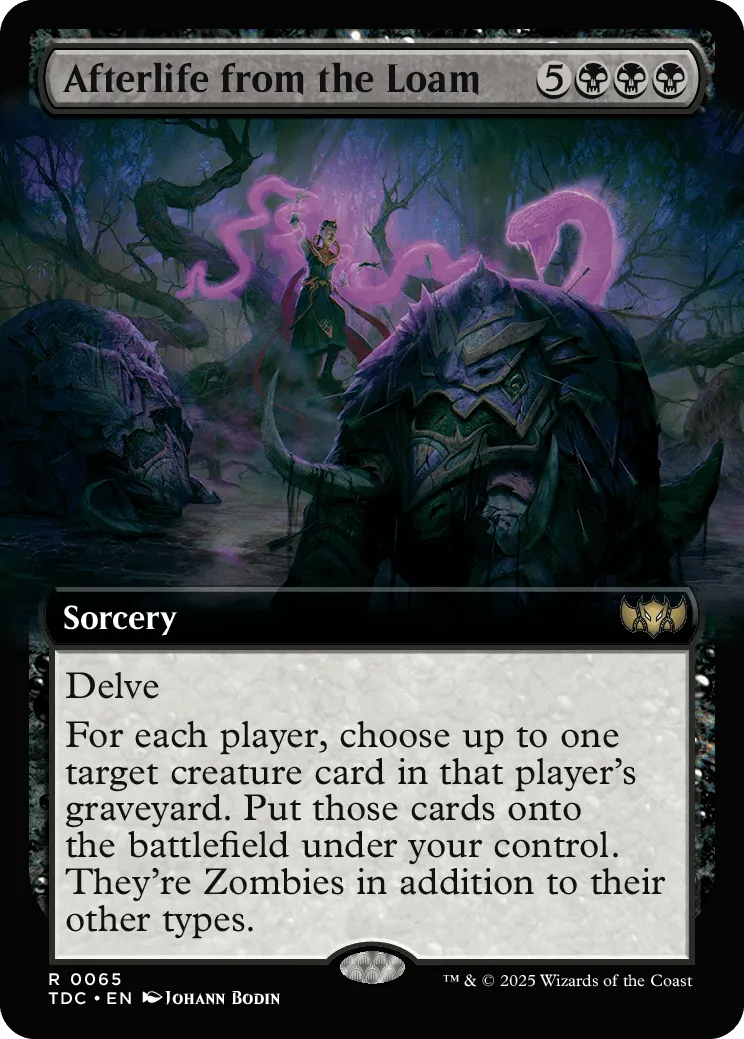 Afterlife from the Loam 5
Sorcery
Delve
For each player, choose up to one
target creature card in that player's
graveyard. Put those cards onto
the battlefield under your control.
They're Zombies in addition to their
other types.
R 0065
TDC • EN JOHANN BODIN
™ & © 2025 Wizards of the Coast